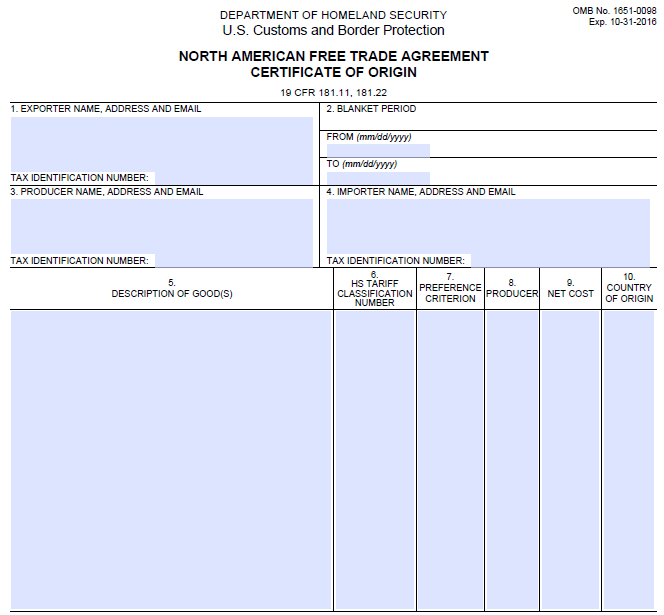 DEPARTMENT OF HOMELAND SECURITY
U.S. Customs and Border Protection
OMB No. 1651-0098
Exp. 10-31-2016
NORTH AMERICAN FREE TRADE AGREEMENT
CERTIFICATE OF ORIGIN
19 CFR 181.11, 181.22
1. EXPORTER NAME, ADDRESS AND EMAIL
TAX IDENTIFICATION NUMBER:
2. BLANKET PERIOD
FROM (mm/dd/yyyy)
TO (mm/dd/yyyy)
3. PRODUCER NAME, ADDRESS AND EMAIL
TAX IDENTIFICATION NUMBER:
4. IMPORTER NAME, ADDRESS AND EMAIL
TAX IDENTIFICATION NUMBER:
5.
DESCRIPTION OF GOOD(S)
6.
HS TARIFF
CLASSIFICATION
NUMBER
7.
PREFERENCE
CRITERION
8.
PRODUCER
9.
NET COST
10.
COUNTRY
OF ORIGIN